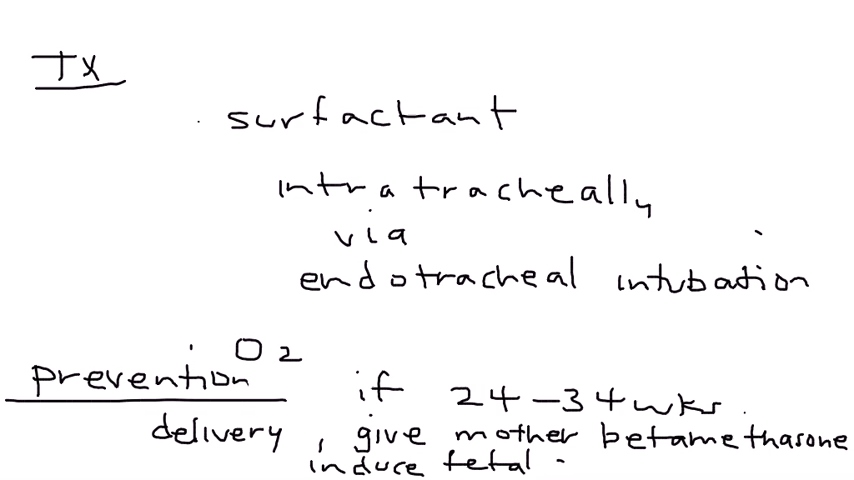 Tx
surfactant
intratracheally
via
endotracheal intubation
O2
prevention if 24-34wks
delivery, give mother betamethasone
induce fetal